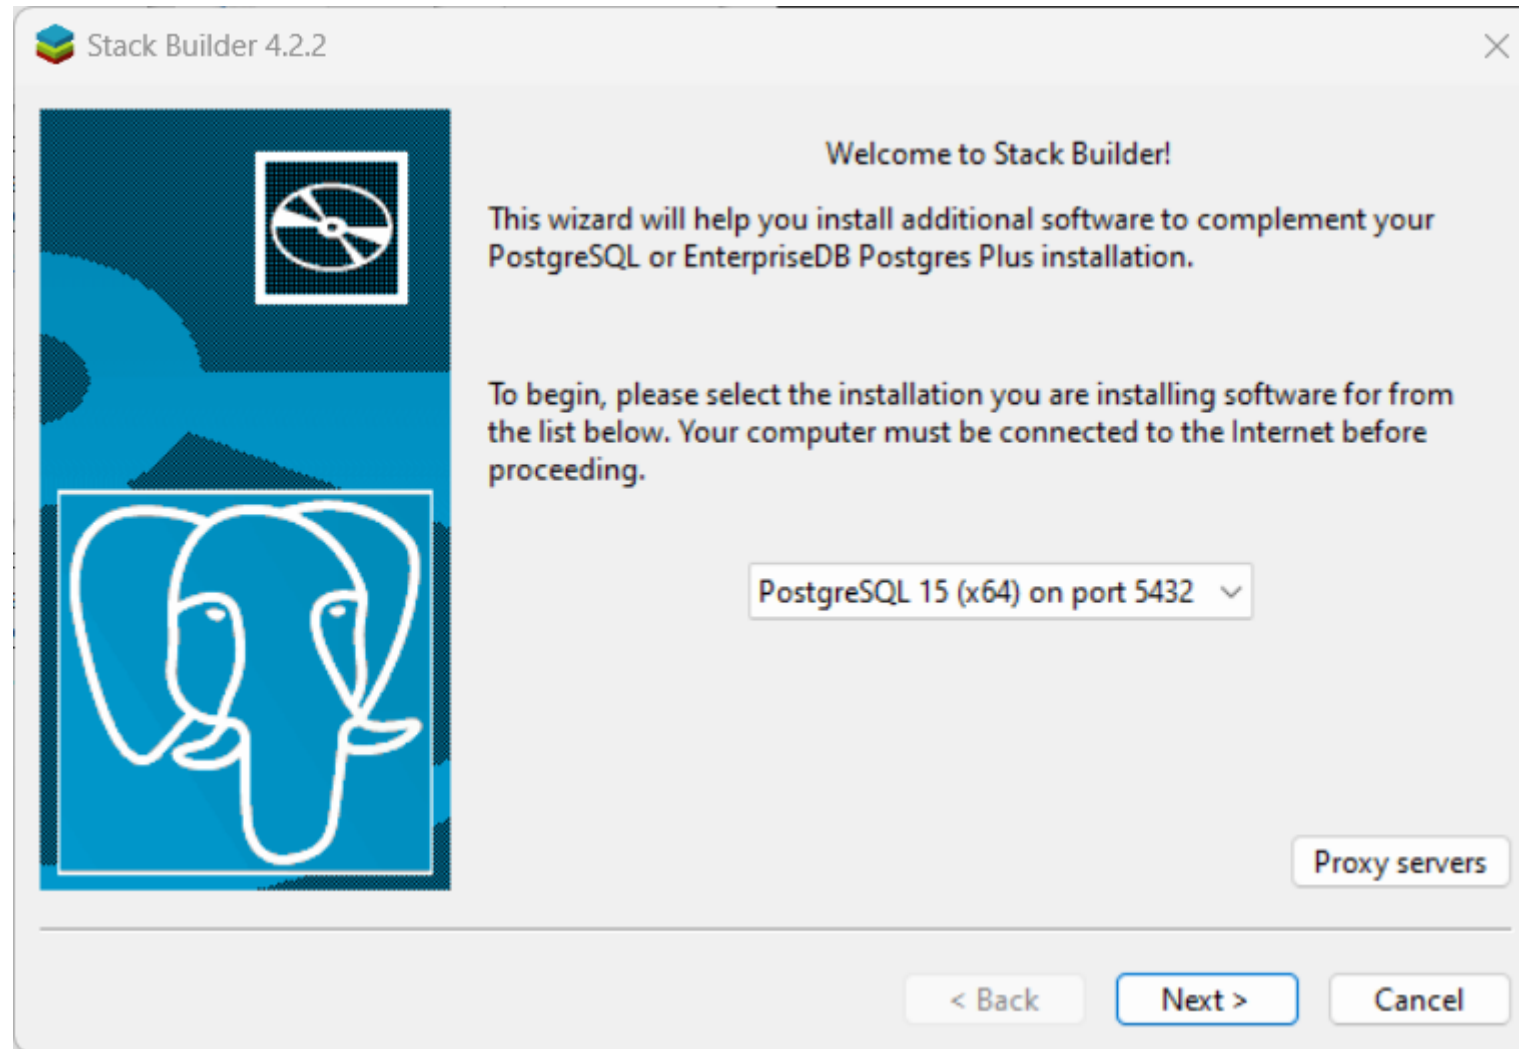 Stack Builder 4.2.2
Welcome to Stack Builder!
This wizard will help you install additional software to complement your
PostgreSQL or EnterpriseDB Postgres Plus installation.
To begin, please select the installation you are installing software for from
the list below. Your computer must be connected to the Internet before
proceeding.
PostgreSQL 15 (x64) on port 5432
Proxy servers
< Back
Next >
Cancel